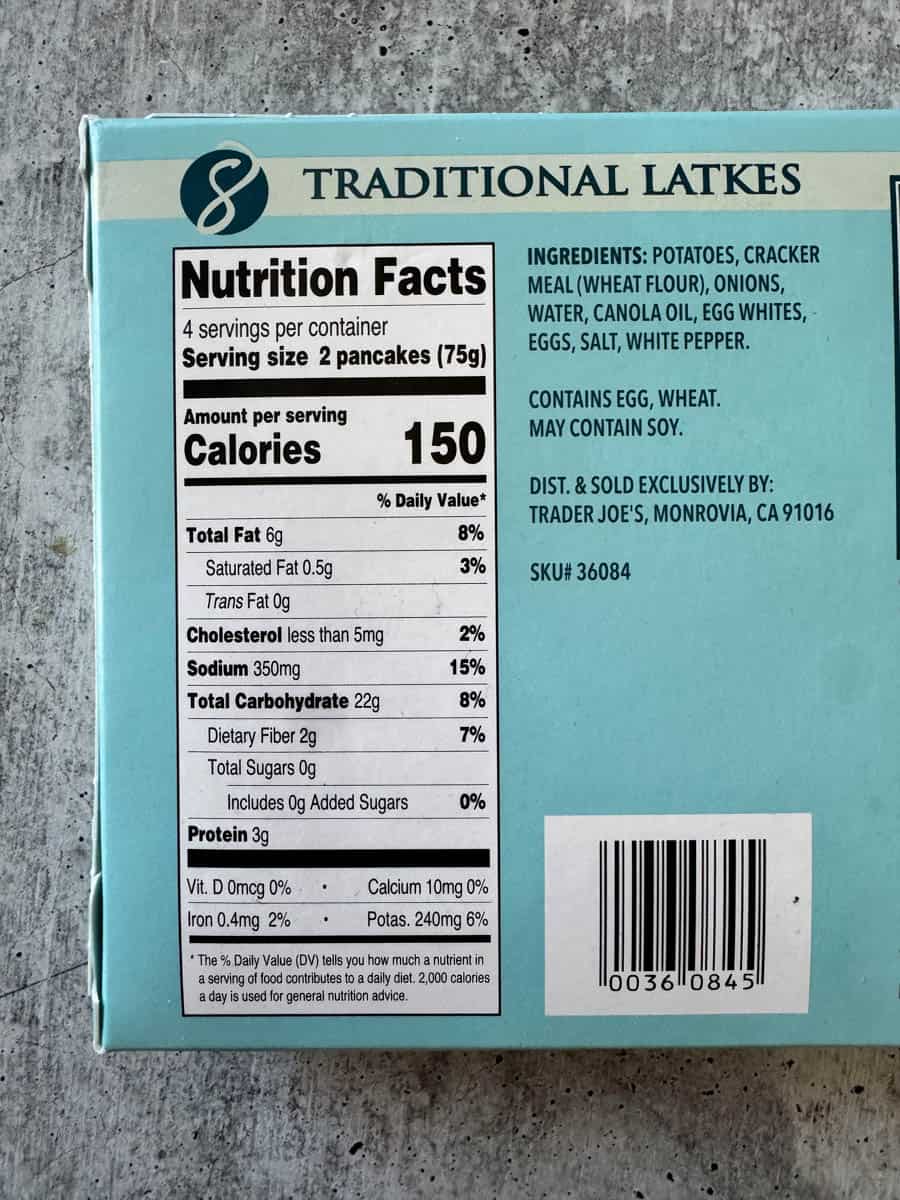 8 TRADITIONAL LATKES
Nutrition Facts
4 servings per container
Serving size 2 pancakes (75g)
Amount per serving
Calories 150
% Daily Value*
Total Fat 6g 8%
Saturated Fat 0.5g 3%
Trans Fat 0g
Cholesterol less than 5mg 2%
Sodium 350mg 15%
Total Carbohydrate 22g 8%
Dietary Fiber 2g 7%
Total Sugars 0g
Includes 0g Added Sugars 0%
Protein 3g
Vit. D 0mcg 0% • Calcium 10mg 0%
Iron 0.4mg 2% • Potas. 240mg 6%
* The % Daily Value (DV) tells you how much a nutrient in
a serving of food contributes to a daily diet. 2,000 calories
a day is used for general nutrition advice.
INGREDIENTS: POTATOES, CRACKER
MEAL (WHEAT FLOUR), ONIONS,
WATER, CANOLA OIL, EGG WHITES,
EGGS, SALT, WHITE PEPPER.
CONTAINS EGG, WHEAT.
MAY CONTAIN SOY.
DIST. & SOLD EXCLUSIVELY BY:
TRADER JOE'S, MONROVIA, CA 91016
SKU# 36084
0036 0845